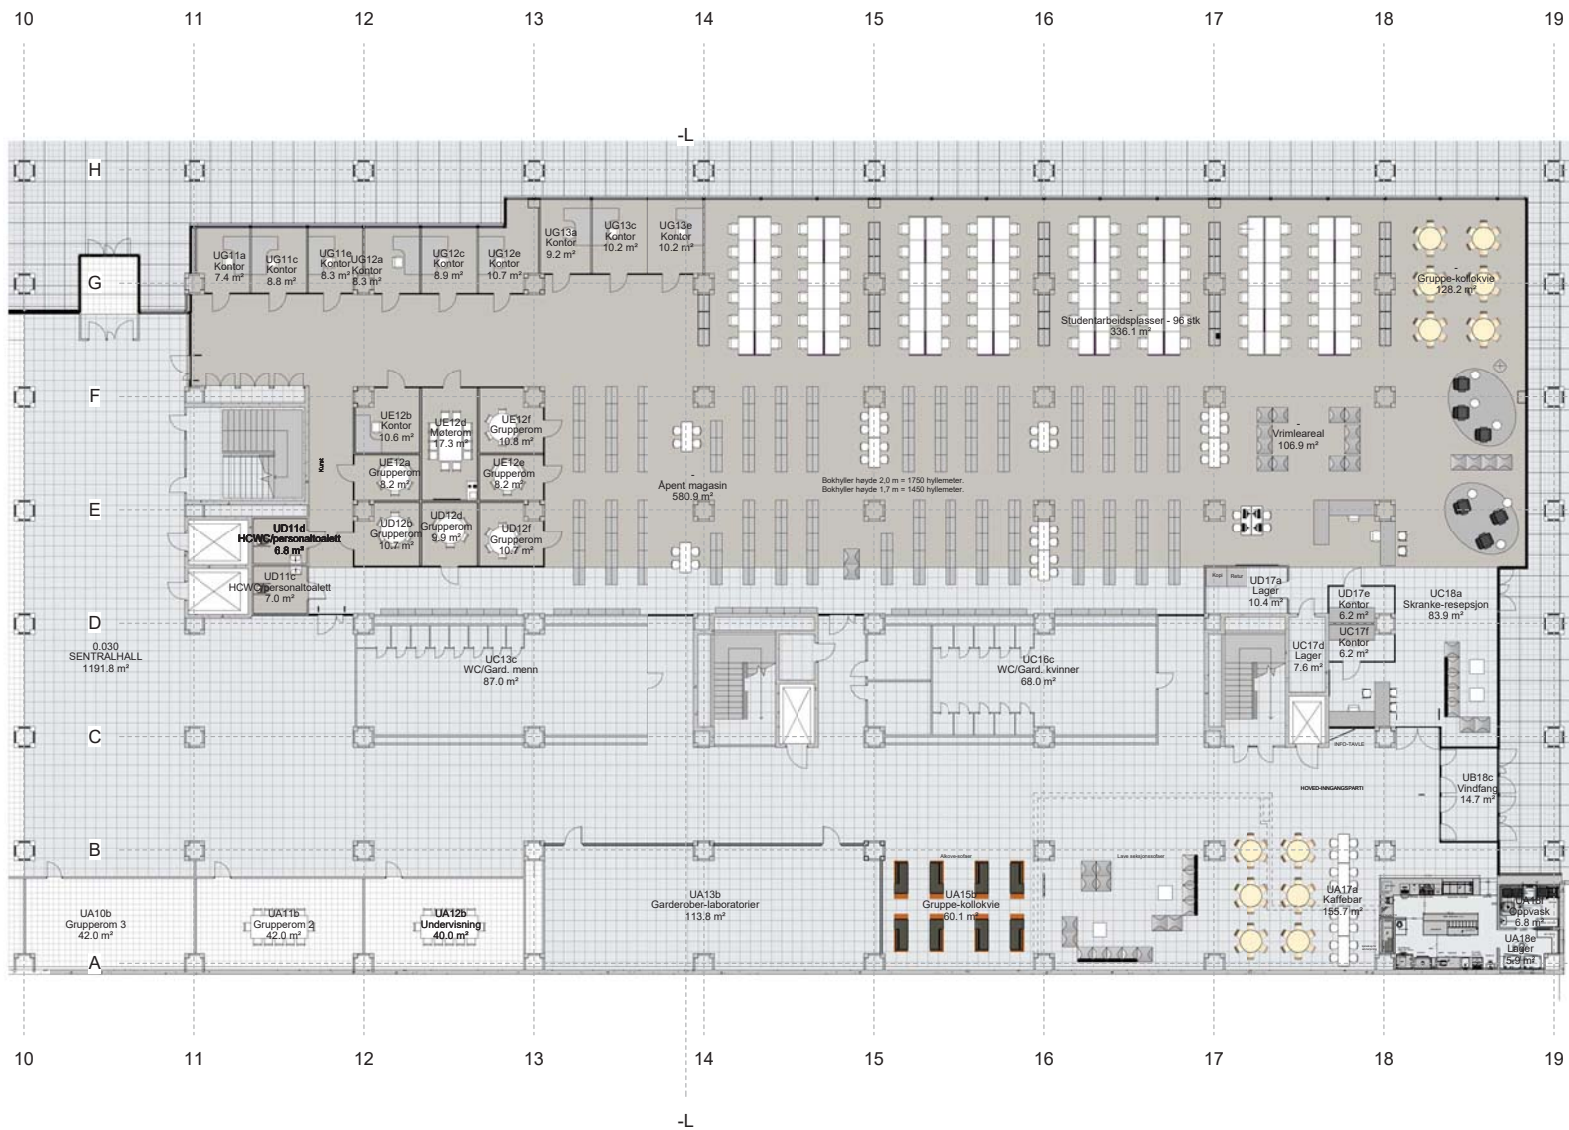 10 11 12 13 14 15 16 17 18 19
-L
H
UG11a
Kontor
7.4 m²
UG11c
Kontor
8.8 m²
UG11e
Kontor
8.3 m²
UG12a
Kontor
8.3 m²
UG12c
Kontor
8.9 m²
UG12e
Kontor
10.7 m²
UG13a
Kontor
9.2 m²
UG13c
Kontor
10.2 m²
UG13e
Kontor
10.2 m²
G
-
Studentarbeidsplasser - 96 stk
336.1 m²
-
Gruppe-kollokvie
128.2 m²
F
UE12b
Kontor
10.6 m²
UE12d
Møterom
17.3 m²
UE12f
Grupperom
10.8 m²
-
Vrimleareal
106.9 m²
Kunst
UE12a
Grupperom
8.2 m²
UE12e
Grupperom
8.2 m²
-
Åpent magasin
580.9 m²
Bokhyller høyde 2,0 m = 1750 hyllemeter.
Bokhyller høyde 1,7 m = 1450 hyllemeter.
E
UD11d
HCWC/personaltoalett
6.8 m²
UD12b
Grupperom
10.7 m²
UD12d
Grupperom
9.9 m²
UD12f
Grupperom
10.7 m²
UD11c
HCWC/personaltoalett
7.0 m²
Kopi
Retur
UD17a
Lager
10.4 m²
UD17e
Kontor
6.2 m²
UC18a
Skranke-resepsjon
83.9 m²
D
0.030
SENTRALHALL
1191.8 m²
UC13c
WC/Gard. menn
87.0 m²
UC16c
WC/Gard. kvinner
68.0 m²
UC17d
Lager
7.6 m²
UC17f
Kontor
6.2 m²
C
INFO-TAVLE
UB18c
Vindfang
14.7 m²
HOVED-INNGANGSPARTI
B
Alkove-sofaer
Lave seksjonssofaer
UA10b
Grupperom 3
42.0 m²
UA11b
Grupperom 2
42.0 m²
UA12b
Undervisning
40.0 m²
UA13b
Garderober-laboratorier
113.8 m²
UA15b
Gruppe-kollokvie
60.1 m²
UA17a
Kaffebar
155.7 m²
UA18f
Oppvask
6.8 m²
UA18e
Lager
5.9 m²
A
10 11 12 13 14 15 16 17 18 19
-L